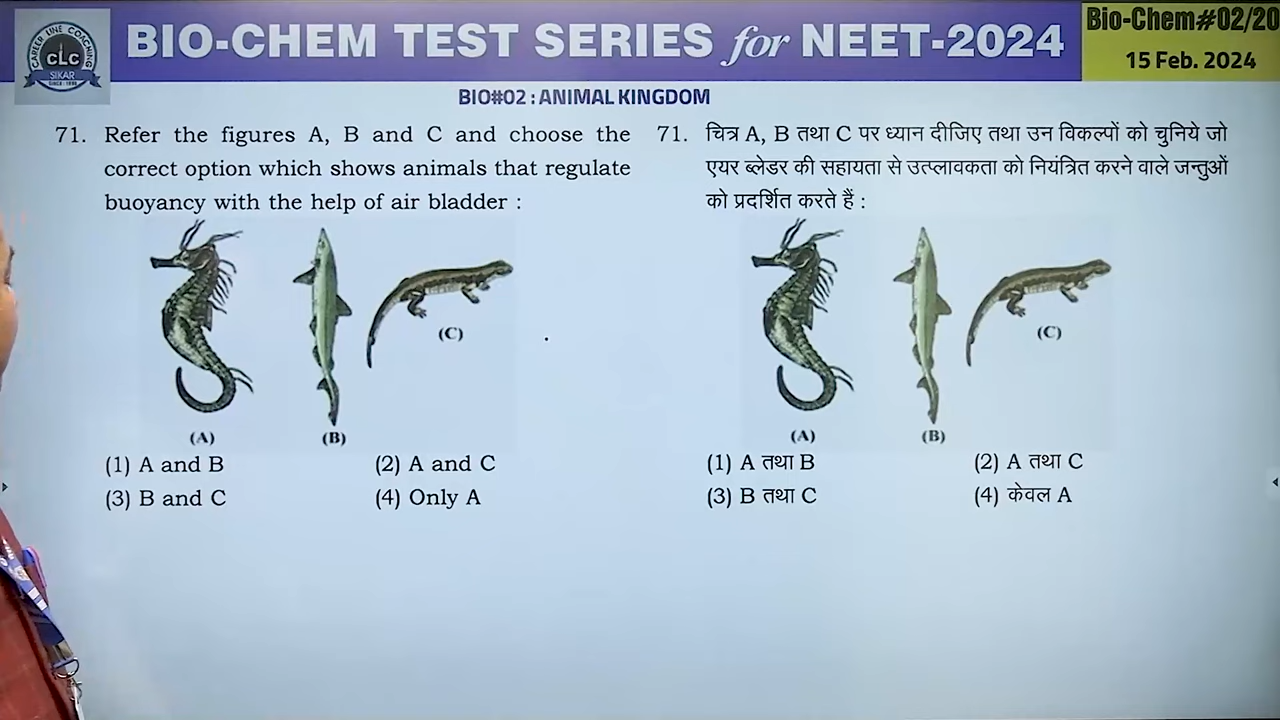 CAREER LINE COACHING
CLC
SIKAR
SINCE : 1996
BIO-CHEM TEST SERIES for NEET-2024
Bio-Chem#02/20
15 Feb. 2024
BIO#02 : ANIMAL KINGDOM
71. Refer the figures A, B and C and choose the
correct option which shows animals that regulate
buoyancy with the help of air bladder :
(A)
(B)
(C)
(1) A and B
(2) A and C
(3) B and C
(4) Only A
71. चित्र A, B तथा C पर ध्यान दीजिए तथा उन विकल्पों को चुनिये जो
एयर ब्लेडर की सहायता से उत्प्लावकता को नियंत्रित करने वाले जन्तुओं
को प्रदर्शित करते हैं :
(A)
(B)
(C)
(1) A तथा B
(2) A तथा C
(3) B तथा C
(4) केवल A